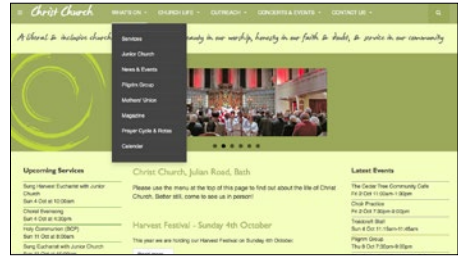 Christ Church
WHAT'S ON
CHURCH LIFE
OUTREACH
CONCERTS & EVENTS
CONTACT US
A liberal & inclusive church
beauty in our worship, honesty in our faith & doubt, & service in our community
Services
Junior Church
News & Events
Pilgrim Group
Mothers' Union
Magazine
Prayer Cycle & Rotas
Calendar
Upcoming Services
Sung Harvest Eucharist with Junior
Church
Sun 4 Oct at 10:00am
Choral Evensong
Sun 4 Oct at 4:30pm
Holy Communion (BCP)
Sun 11 Oct at 8:00am
Sung Eucharist with Junior Church
Christ Church, Julian Road, Bath
Please use the menu at the top of this page to find out about the life of Christ
Church. Better still, come to see us in person!
Harvest Festival - Sunday 4th October
This year we are holding our Harvest Festival on Sunday 4th October.
Latest Events
The Cedar Tree Community Cafe
Fri 2 Oct 11:00am-1:00pm
Choir Practice
Fri 2 Oct 7:30pm-9:00pm
Traidcraft Stall
Sun 4 Oct 11:15am-11:45am
Pilgrim Group
Thu 8 Oct 7:30pm-9:30pm